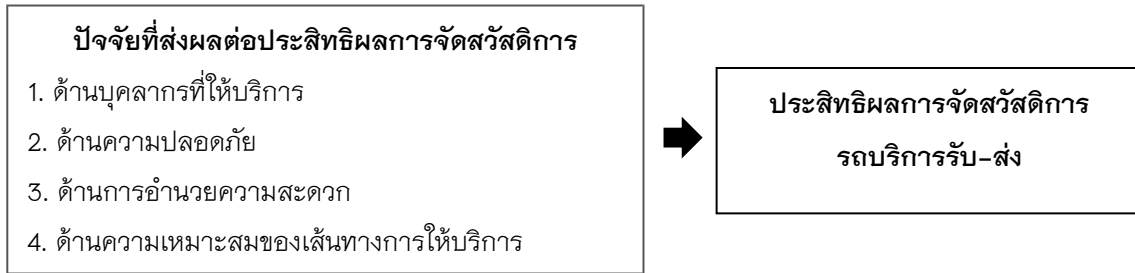 ปัจจัยที่ส่งผลต่อประสิทธิผลการจัดสวัสดิการ
1. ด้านบุคลากรที่ให้บริการ
2. ด้านความปลอดภัย
3. ด้านการอำนวยความสะดวก
4. ด้านความเหมาะสมของเส้นทางการให้บริการ
ประสิทธิผลการจัดสวัสดิการ
รถบริการรับ-ส่ง